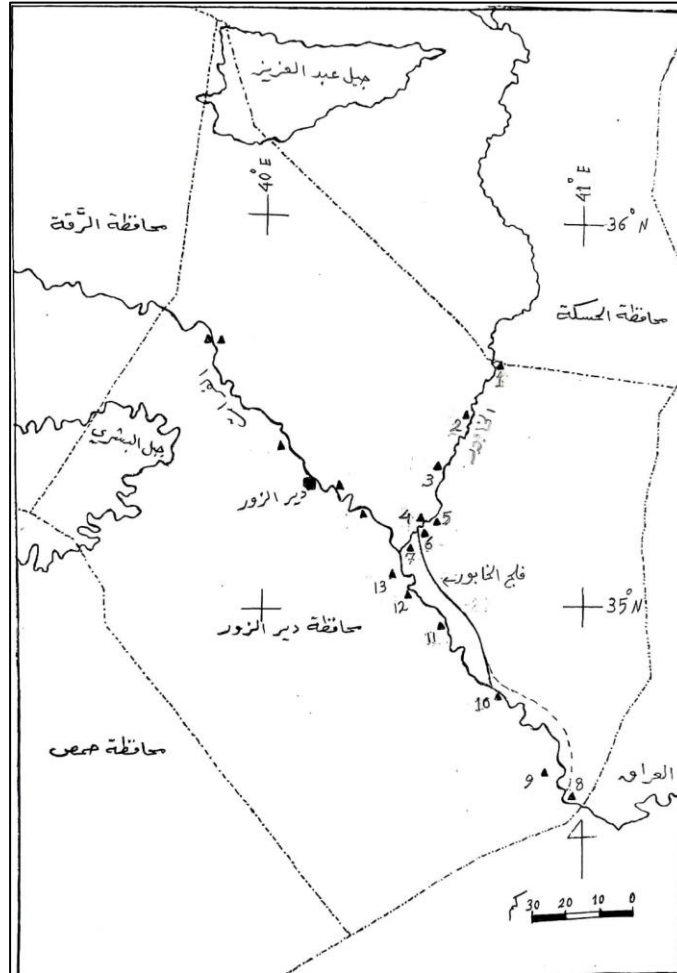 جبل عبد العزيز
40° E
41° E
محافظة الرَّقة
36° N
محافظة الحسكة
1
2
الخابور
جبل البشري
3
دير الزور
4
5
6
7
فلج الخابور
13
12
35° N
محافظة دير الزور
11
10
محافظة حمص
9
8
العراق
كم 30 20 10 0